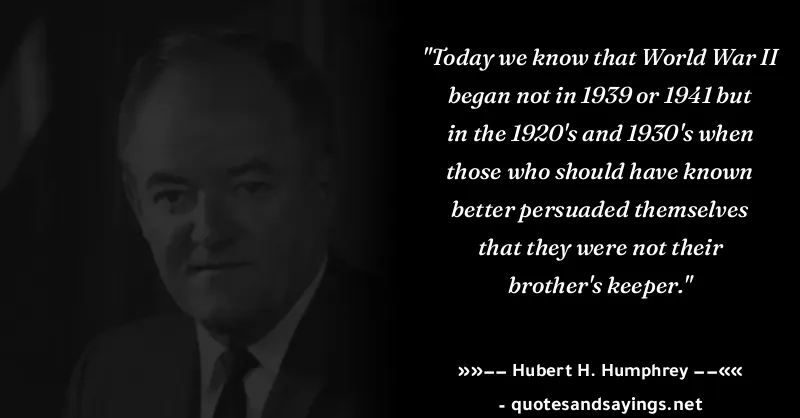 "Today we know that World War II
began not in 1939 or 1941 but
in the 1920's and 1930's when
those who should have known
better persuaded themselves
that they were not their
brother's keeper."
»»–– Hubert H. Humphrey ––««
- quotesandsayings.net